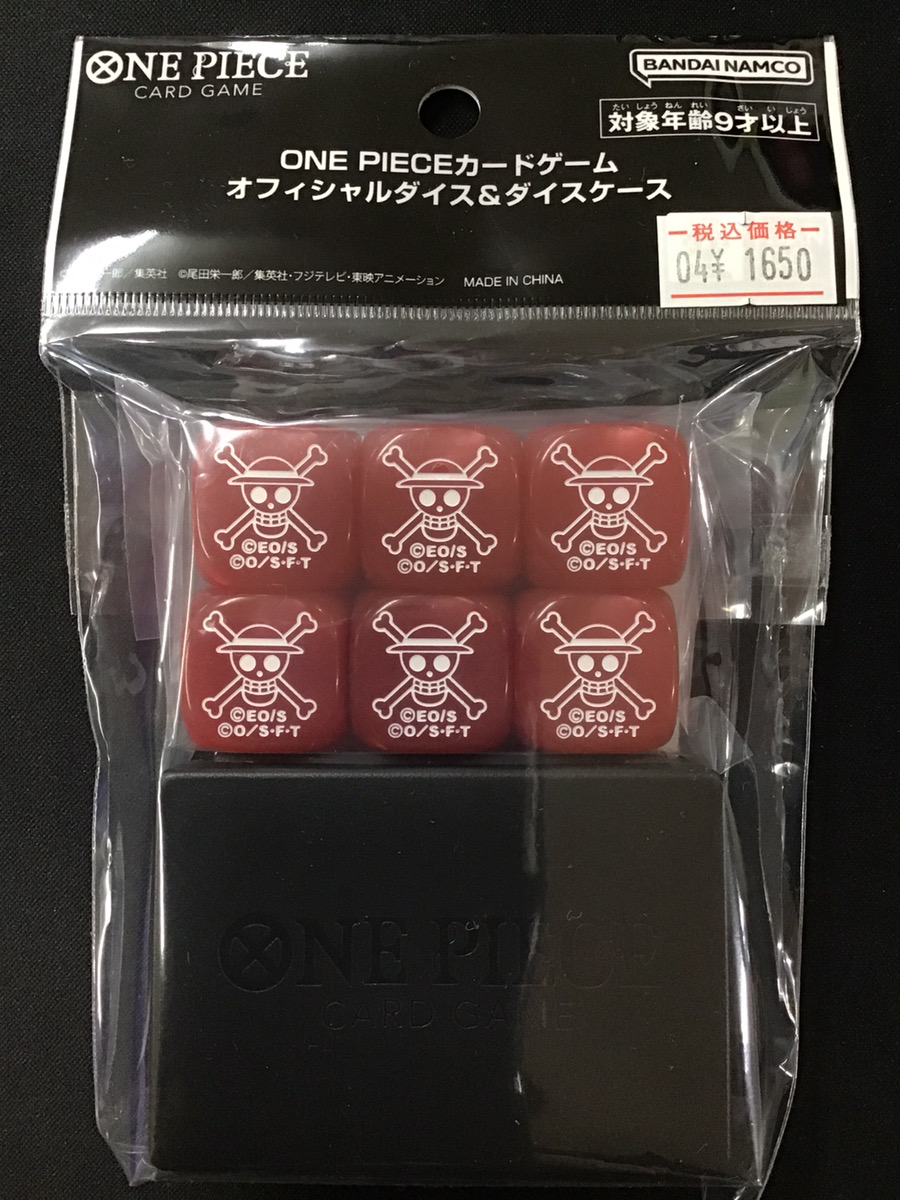 ONE PIECE
CARD GAME
BANDAI NAMCO
たいしょうねんれい さいいじょう
対象年齢9才以上
ONE PIECEカードゲーム
オフィシャルダイス&ダイスケース
一郎／集英社 ©尾田栄一郎／集英社・フジテレビ・東映アニメーション MADE IN CHINA
税込価格
04¥ 1650
©EO/S
©O/S·F·T
©EO/S
©O/S·F·T
©EO/S
©O/S·F·T
©EO/S
©O/S·F·T
©EO/S
©O/S·F·T
©EO/S
©O/S·F·T
ONE PIECE
CARD GAME